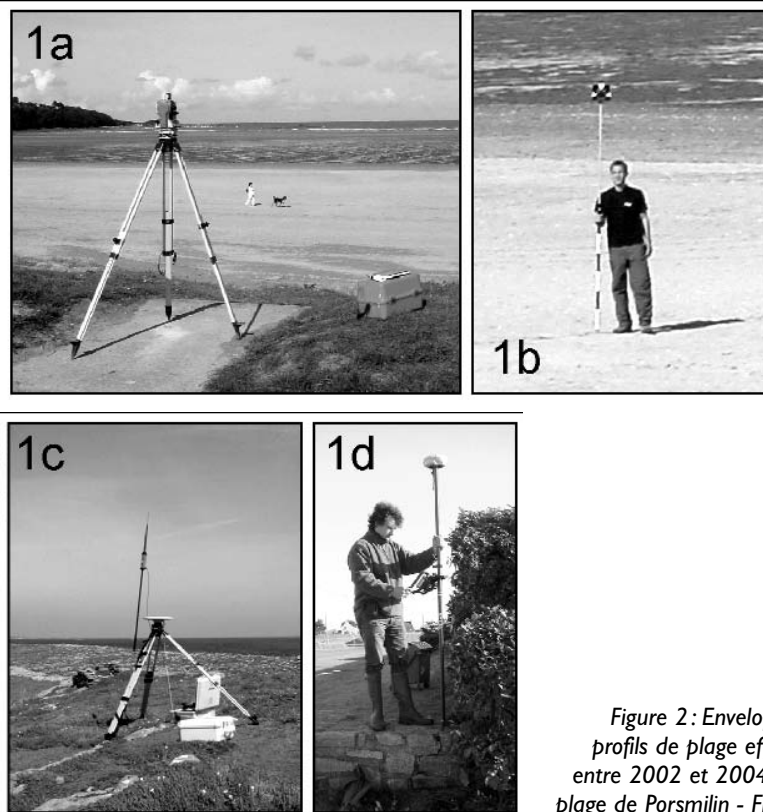 1a
1b
1c
1d
Figure 2 : Envelo
profils de plage ef
entre 2002 et 2004
plage de Porsmilin - F